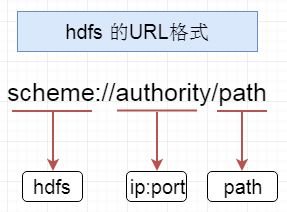 hdfs 的URL格式
scheme://authority/path
hdfs
ip:port
path